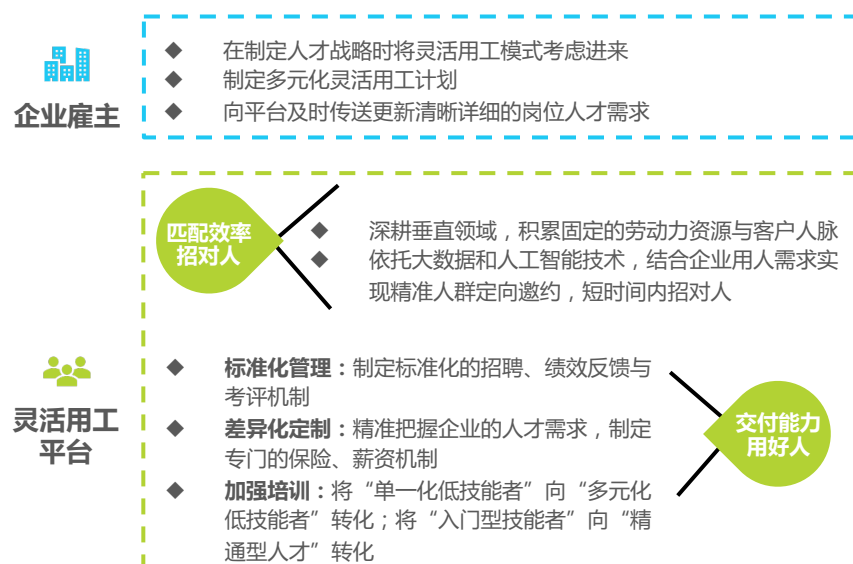 企业雇主
◆ 在制定人才战略时将灵活用工模式考虑进来
◆ 制定多元化灵活用工计划
◆ 向平台及时传送更新清晰详细的岗位人才需求
匹配效率
招对人
◆ 深耕垂直领域，积累固定的劳动力资源与客户人脉
◆ 依托大数据和人工智能技术，结合企业用人需求实
现精准人群定向邀约，短时间内招对人
灵活用工
平台
◆ 标准化管理：制定标准化的招聘、绩效反馈与
考评机制
◆ 差异化定制：精准把握企业的人才需求，制定
专门的保险、薪资机制
◆ 加强培训：将“单一化低技能者”向“多元化
低技能者”转化；将“入门型技能者”向“精
通型人才”转化
交付能力
用好人